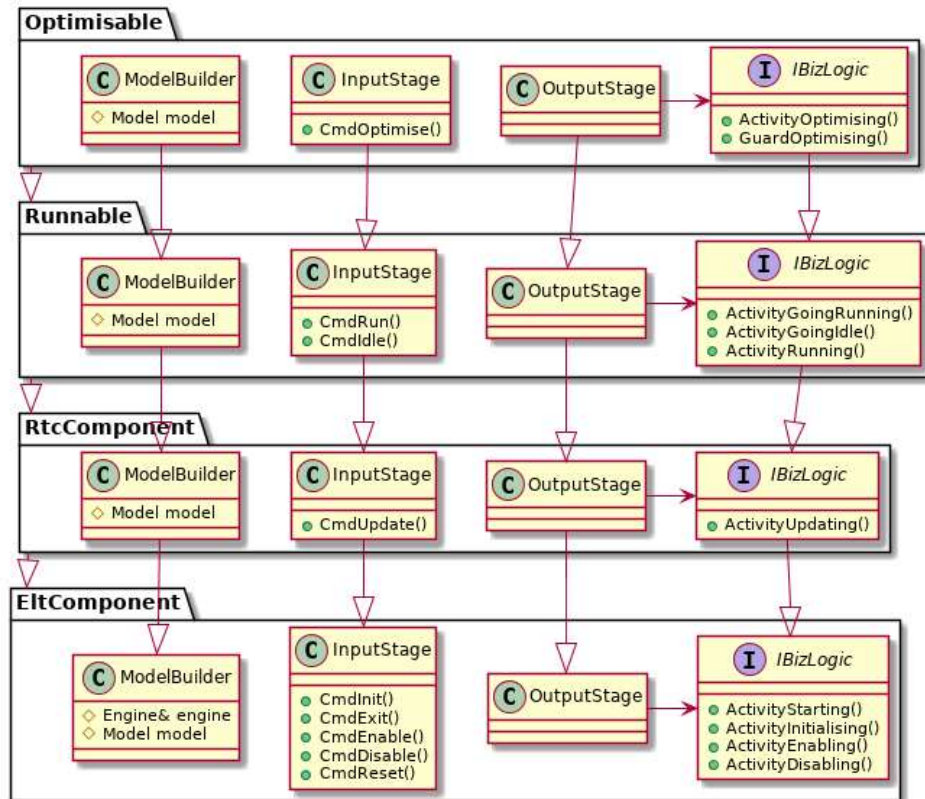 Optimisable
C ModelBuilder
Model model
C InputStage
CmdOptimise()
C OutputStage
I IBizLogic
ActivityOptimising()
GuardOptimising()
Runnable
C ModelBuilder
Model model
C InputStage
CmdRun()
CmdIdle()
C OutputStage
I IBizLogic
ActivityGoingRunning()
ActivityGoingIdle()
ActivityRunning()
RtcComponent
C ModelBuilder
Model model
C InputStage
CmdUpdate()
C OutputStage
I IBizLogic
ActivityUpdating()
EltComponent
C ModelBuilder
Engine& engine
Model model
C InputStage
CmdInit()
CmdExit()
CmdEnable()
CmdDisable()
CmdReset()
C OutputStage
I IBizLogic
ActivityStarting()
ActivityInitialising()
ActivityEnabling()
ActivityDisabling()